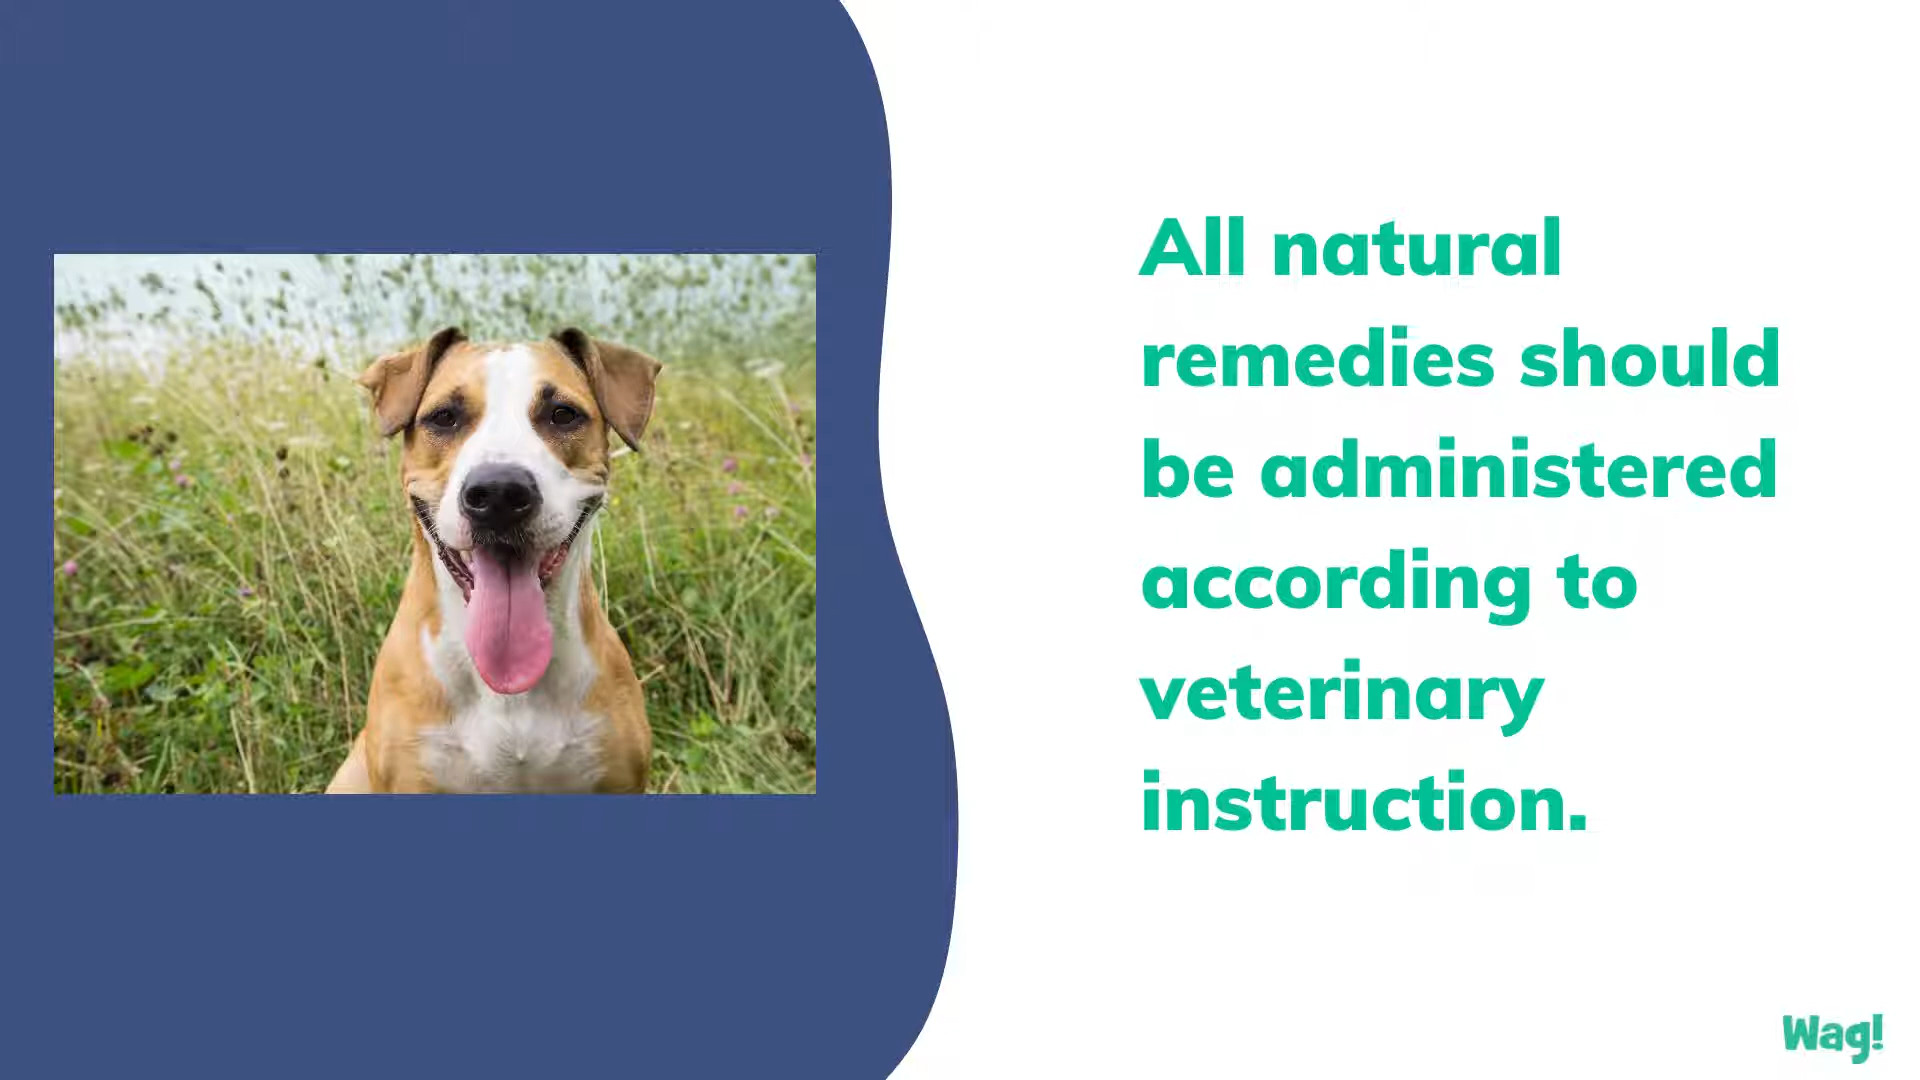 All natural
remedies should
be administered
according to
veterinary
instruction.
Wag!